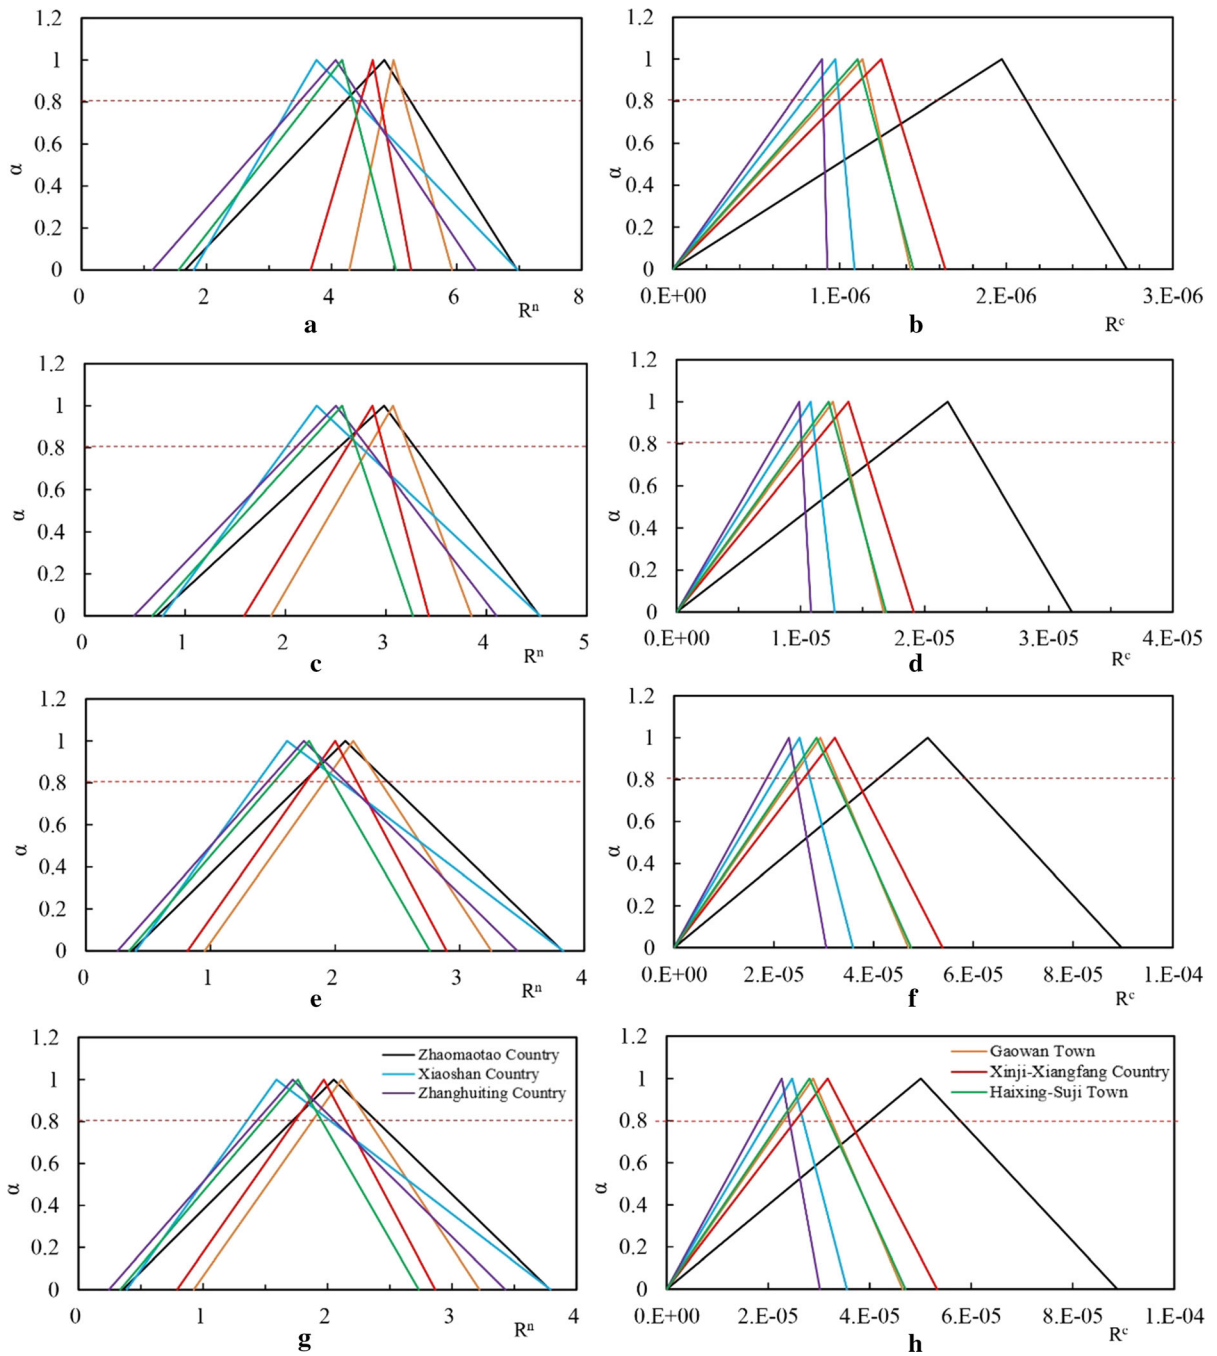 1.2
1
0.8
0.6
0.4
0.2
0
α
0 2 4 6 8
Rⁿ
a
1.2
1
0.8
0.6
0.4
0.2
0
α
0.E+00 1.E-06 2.E-06 3.E-06
Rᶜ
b
1.2
1
0.8
0.6
0.4
0.2
0
α
0 1 2 3 4 5
Rⁿ
c
1.2
1
0.8
0.6
0.4
0.2
0
α
0.E+00 1.E-05 2.E-05 3.E-05 4.E-05
Rᶜ
d
1.2
1
0.8
0.6
0.4
0.2
0
α
0 1 2 3 4
Rⁿ
e
1.2
1
0.8
0.6
0.4
0.2
0
α
0.E+00 2.E-05 4.E-05 6.E-05 8.E-05 1.E-04
Rᶜ
f
1.2
1
0.8
0.6
0.4
0.2
0
α
Zhaomaotao Country
Xiaoshan Country
Zhanghuiting Country
0 1 2 3 4
Rⁿ
g
1.2
1
0.8
0.6
0.4
0.2
0
α
Gaowan Town
Xinji-Xiangfang Country
Haixing-Suji Town
0.E+00 2.E-05 4.E-05 6.E-05 8.E-05 1.E-04
Rᶜ
h